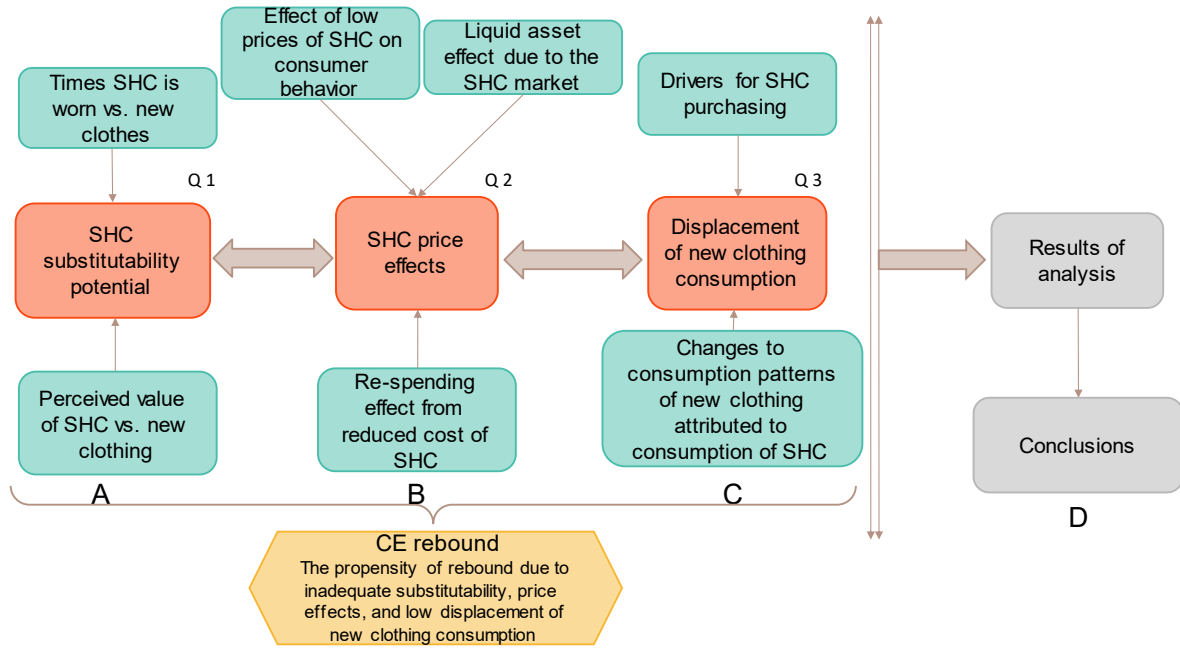 Effect of low
prices of SHC on
consumer
behavior
Liquid asset
effect due to the
SHC market
Times SHC is
worn vs. new
clothes
Drivers for SHC
purchasing
Q 1
Q 2
Q 3
SHC
substitutability
potential
SHC price
effects
Displacement
of new clothing
consumption
Results of
analysis
Perceived value
of SHC vs. new
clothing
Re-spending
effect from
reduced cost of
SHC
Changes to
consumption patterns
of new clothing
attributed to
consumption of SHC
Conclusions
A
B
C
D
CE rebound
The propensity of rebound due to
inadequate substitutability, price
effects, and low displacement of
new clothing consumption